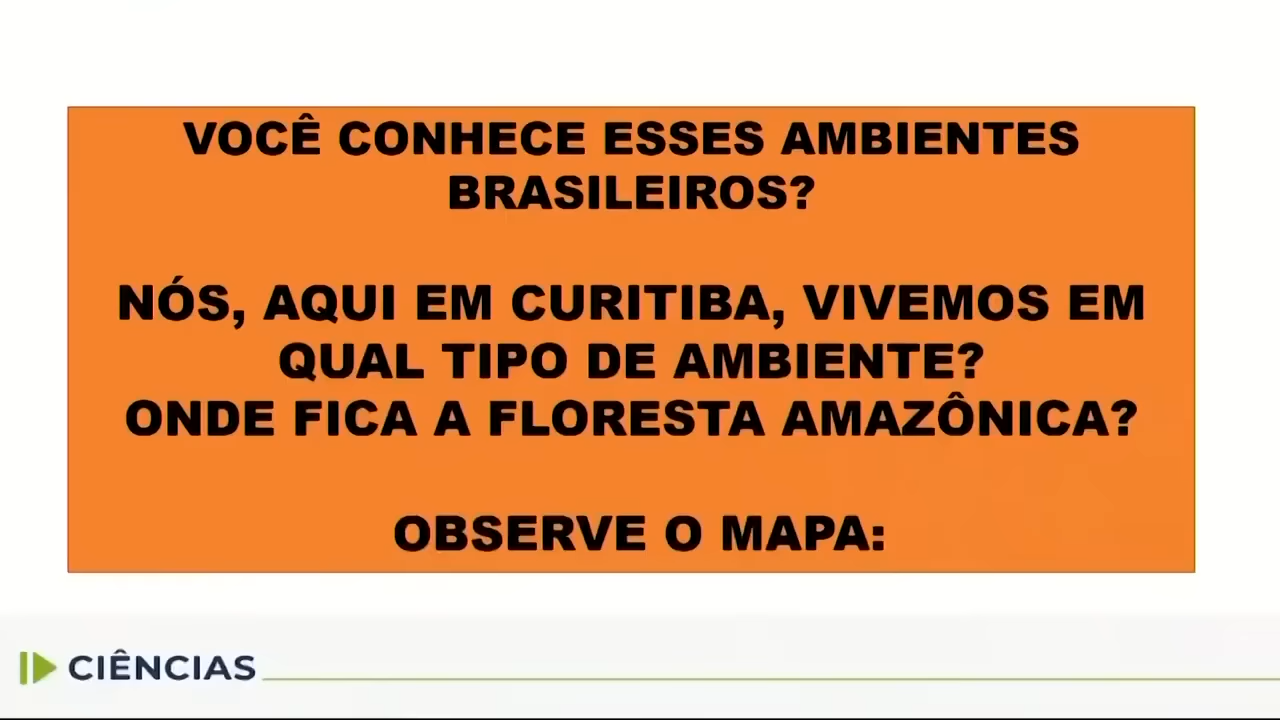 VOCÊ CONHECE ESSES AMBIENTES
BRASILEIROS?
NÓS, AQUI EM CURITIBA, VIVEMOS EM
QUAL TIPO DE AMBIENTE?
ONDE FICA A FLORESTA AMAZÔNICA?
OBSERVE O MAPA:
CIÊNCIAS